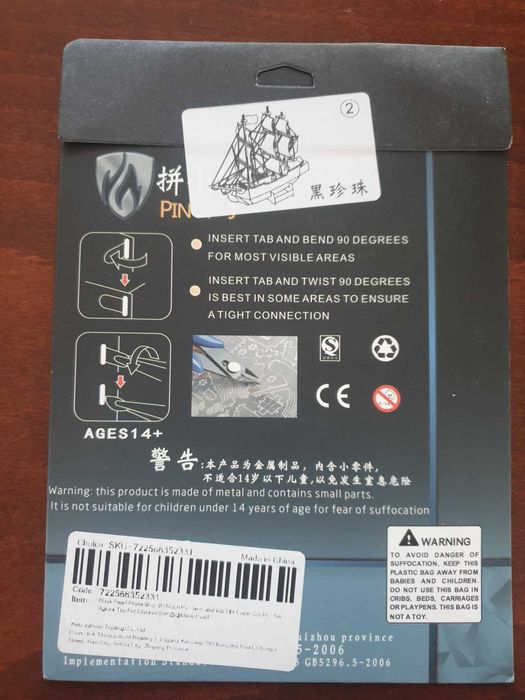 ②
黑珍珠
拼
PIN
INSERT TAB AND BEND 90 DEGREES
FOR MOST VISIBLE AREAS
INSERT TAB AND TWIST 90 DEGREES
IS BEST IN SOME AREAS TO ENSURE
A TIGHT CONNECTION
CE
AGES14+
警告:本产品为金属制品，内含小零件，
不适合14岁以下儿童，以免发生窒息危险
Warning: this product is made of metal and contains small parts.
It is not suitable for children under 14 years of age for fear of suffocation
WARNING
TO AVOID DANGER OF
SUFFOCATION, KEEP THIS
PLASTIC BAG AWAY FROM
BABIES AND CHILDREN.
DO NOT USE THIS BAG IN
CRIBS, BEDS, CARRIAGES
OR PLAYPENS. THIS BAG IS
NOT A TOY.
Choice SKU: 722568352331
Made in China
Code: 722568352331
Item:
uizhou province
5-2006
Implementation Standa
GB5296.5-2006